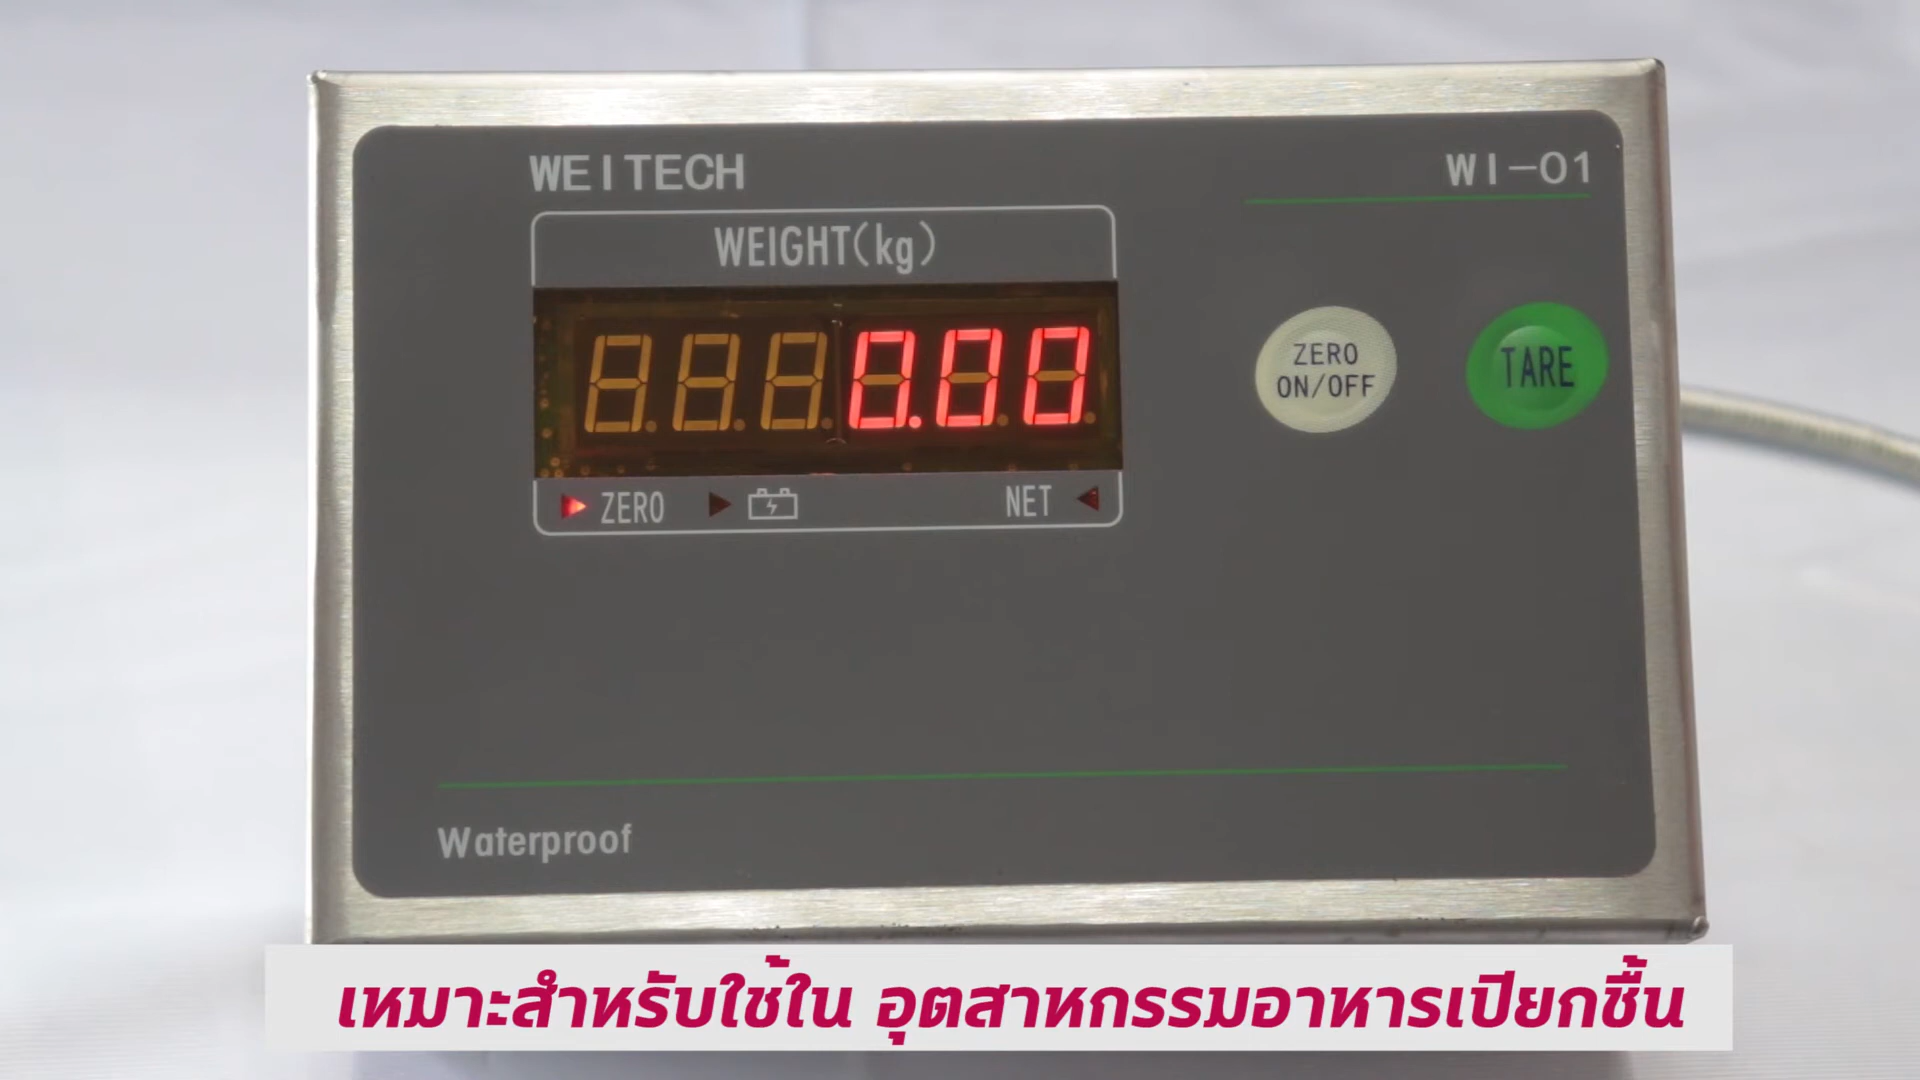 WEITECH
WI-01
WEIGHT(kg)
0.00
ZERO
ON/OFF
TARE
ZERO
NET
Waterproof
เหมาะสำหรับใช้ใน อุตสาหกรรมอาหารเปียกชื้น